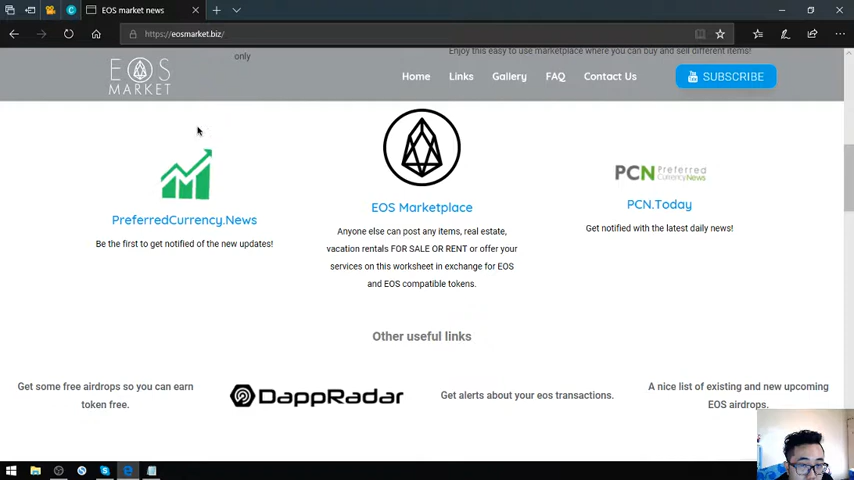 EOS market news
https://eosmarket.biz/
only
Enjoy this easy to use marketplace where you can buy and sell different items!
EOS
MARKET
Home
Links
Gallery
FAQ
Contact Us
SUBSCRIBE
PreferredCurrency.News
Be the first to get notified of the new updates!
EOS Marketplace
Anyone else can post any items, real estate,
vacation rentals FOR SALE OR RENT or offer your
services on this worksheet in exchange for EOS
and EOS compatible tokens.
PCN Preferred
CurrencyNews
PCN.Today
Get notified with the latest daily news!
Other useful links
Get some free airdrops so you can earn
token free.
DappRadar
Get alerts about your eos transactions.
A nice list of existing and new upcoming
EOS airdrops.